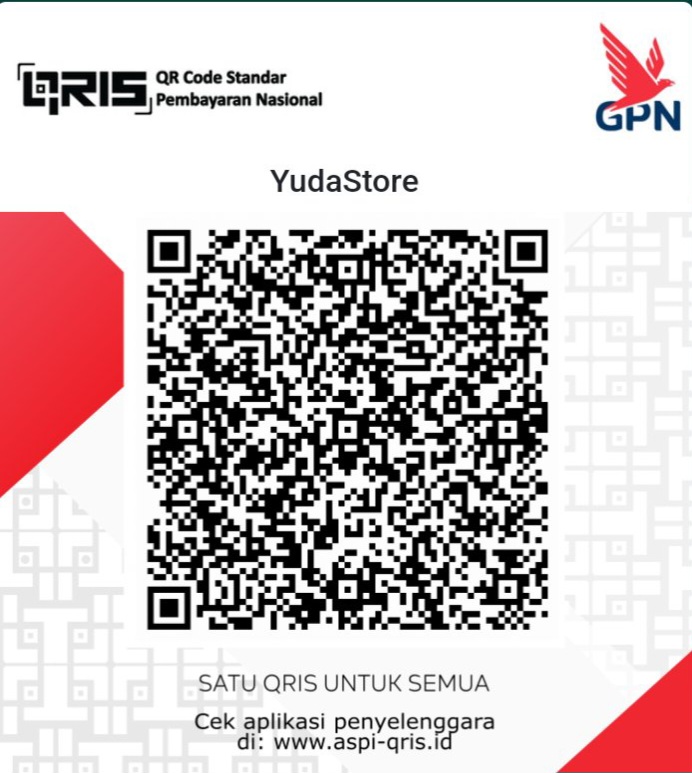 QRIS QR Code Standar
Pembayaran Nasional
GPN
YudaStore
SATU QRIS UNTUK SEMUA
Cek aplikasi penyelenggara
di: www.aspi-qris.id